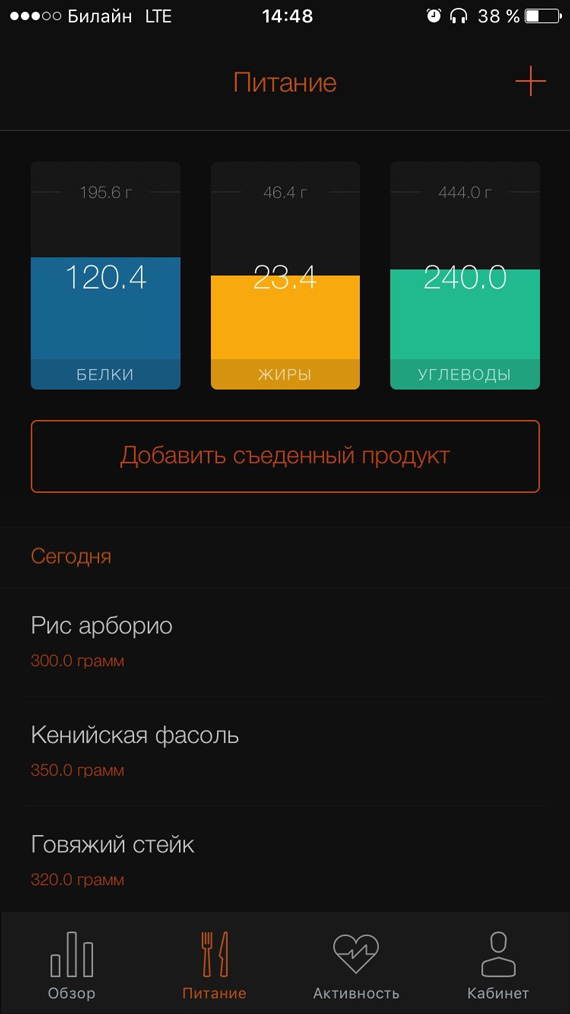 Билайн LTE 14:48 38 %
Питание
195.6 г 46.4 г 444.0 г
120.4 23.4 240.0
БЕЛКИ ЖИРЫ УГЛЕВОДЫ
Добавить съеденный продукт
Сегодня
Рис арборио
300.0 грамм
Кенийская фасоль
350.0 грамм
Говяжий стейк
320.0 грамм
Обзор Питание Активность Кабинет